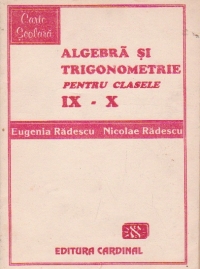 Carte
Școlară
ALGEBRĂ ȘI
TRIGONOMETRIE
PENTRU CLASELE
IX - X
Eugenia Rădescu Nicolae Rădescu
EDITURA CARDINAL